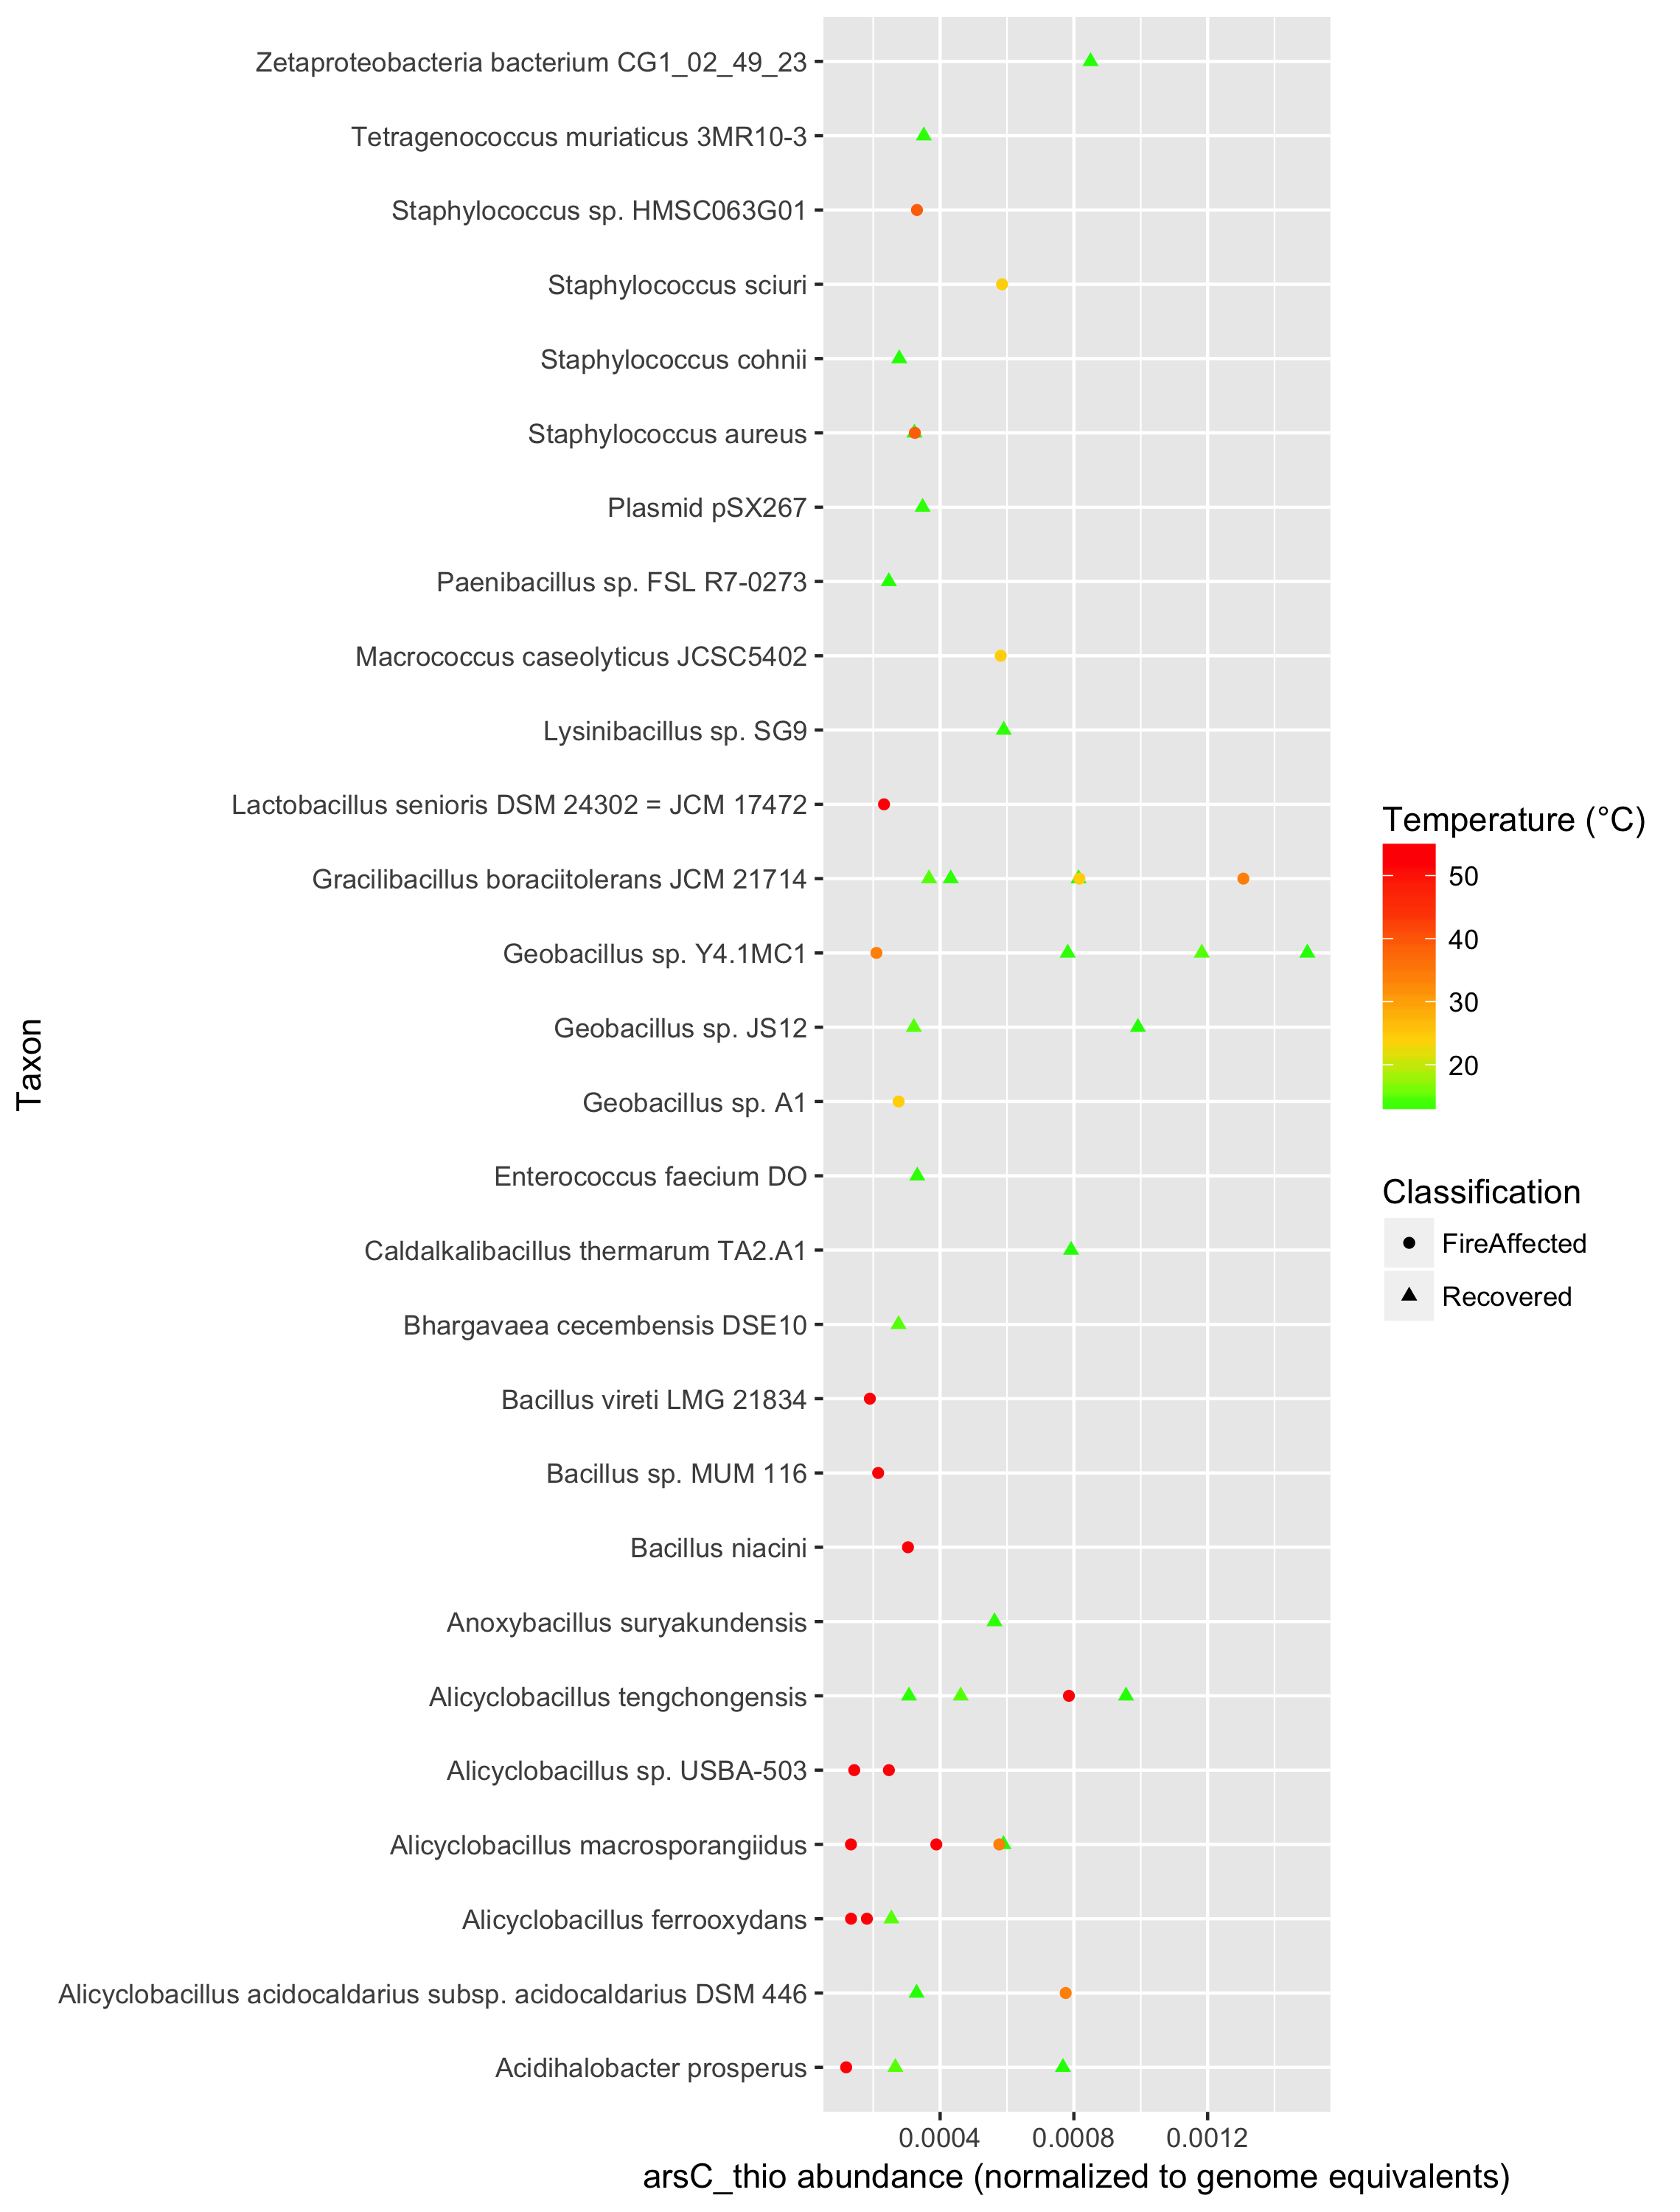 Zetaproteobacteria bacterium CG1_02_49_23
Tetragenococcus muriaticus 3MR10-3
Staphylococcus sp. HMSC063G01
Staphylococcus sciuri
Staphylococcus cohnii
Staphylococcus aureus
Plasmid pSX267
Paenibacillus sp. FSL R7-0273
Macrococcus caseolyticus JCSC5402
Lysinibacillus sp. SG9
Lactobacillus senioris DSM 24302 = JCM 17472
Gracilibacillus boraciitolerans JCM 21714
Geobacillus sp. Y4.1MC1
Geobacillus sp. JS12
Geobacillus sp. A1
Enterococcus faecium DO
Caldalkalibacillus thermarum TA2.A1
Bhargavaea cecembensis DSE10
Bacillus vireti LMG 21834
Bacillus sp. MUM 116
Bacillus niacini
Anoxybacillus suryakundensis
Alicyclobacillus tengchongensis
Alicyclobacillus sp. USBA-503
Alicyclobacillus macrosporangiidus
Alicyclobacillus ferrooxydans
Alicyclobacillus acidocaldarius subsp. acidocaldarius DSM 446
Acidihalobacter prosperus
Taxon
0.0004 0.0008 0.0012
arsC_thio abundance (normalized to genome equivalents)
Temperature (°C)
50
40
30
20
Classification
FireAffected
Recovered